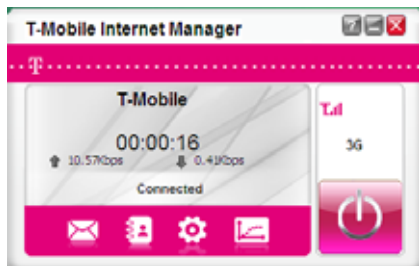 T-Mobile Internet Manager
T-Mobile
00:00:16
10.57Kbps 0.41Kbps
Connected
3G